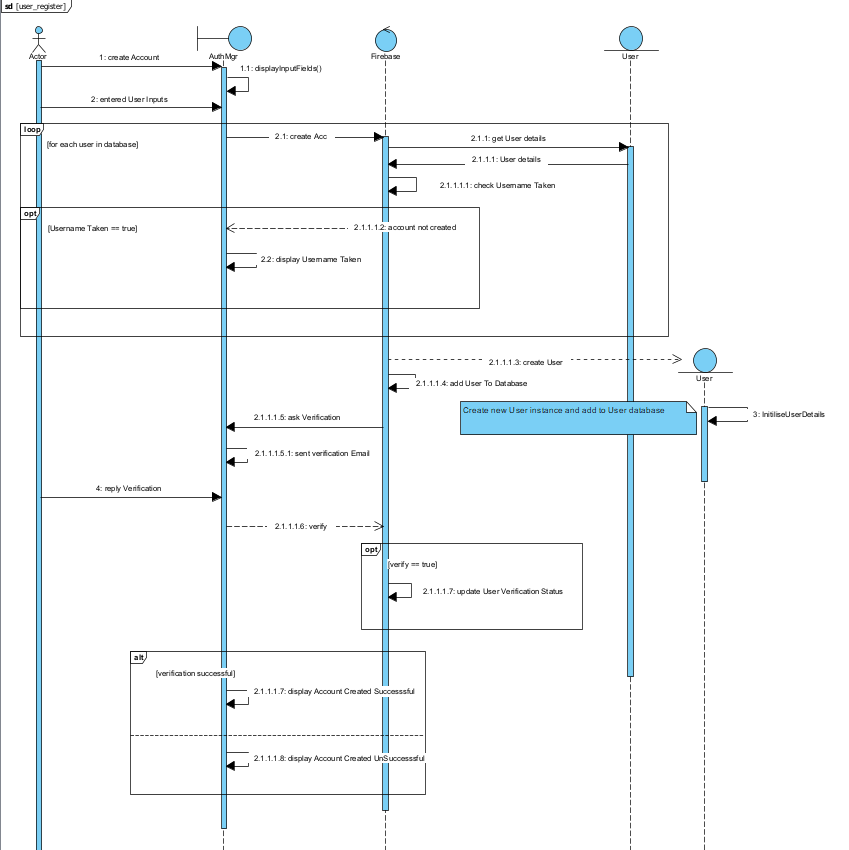 sd [user_register]
Actor
AuthMgr
Firebase
User
1: create Account
1.1: displayInputFields()
2: entered User Inputs
loop
[for each user in database]
2.1: create Acc
2.1.1: get User details
2.1.1.1: User details
2.1.1.1.1: check Username Taken
opt
[Username Taken == true]
2.1.1.1.2: account not created
2.2: display Username Taken
2.1.1.1.3: create User
User
2.1.1.1.4: add User To Database
Create new User instance and add to User database
3: InitiliseUserDetails
2.1.1.1.5: ask Verification
2.1.1.1.5.1: sent verification Email
4: reply Verification
2.1.1.1.6: verify
opt
[verify == true]
2.1.1.1.7: update User Verification Status
alt
[verification successful]
2.1.1.1.7: display Account Created Successsful
2.1.1.1.8: display Account Created UnSuccesssful